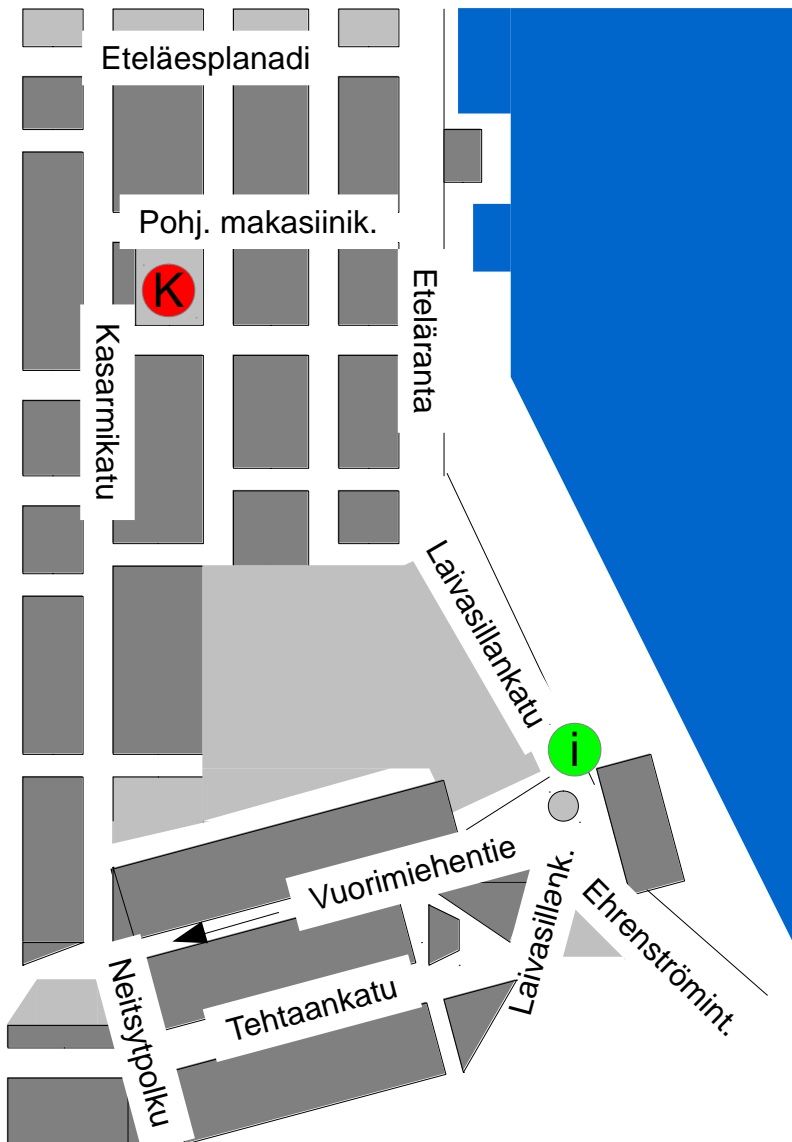 Eteläesplanadi
Pohj. makasiinik.
K
Eteläranta
Kasarmikatu
Laivasillankatu
i
Vuorimiehentie
Laivasillank.
Ehrenströmint.
Neitsytpolku
Tehtaankatu